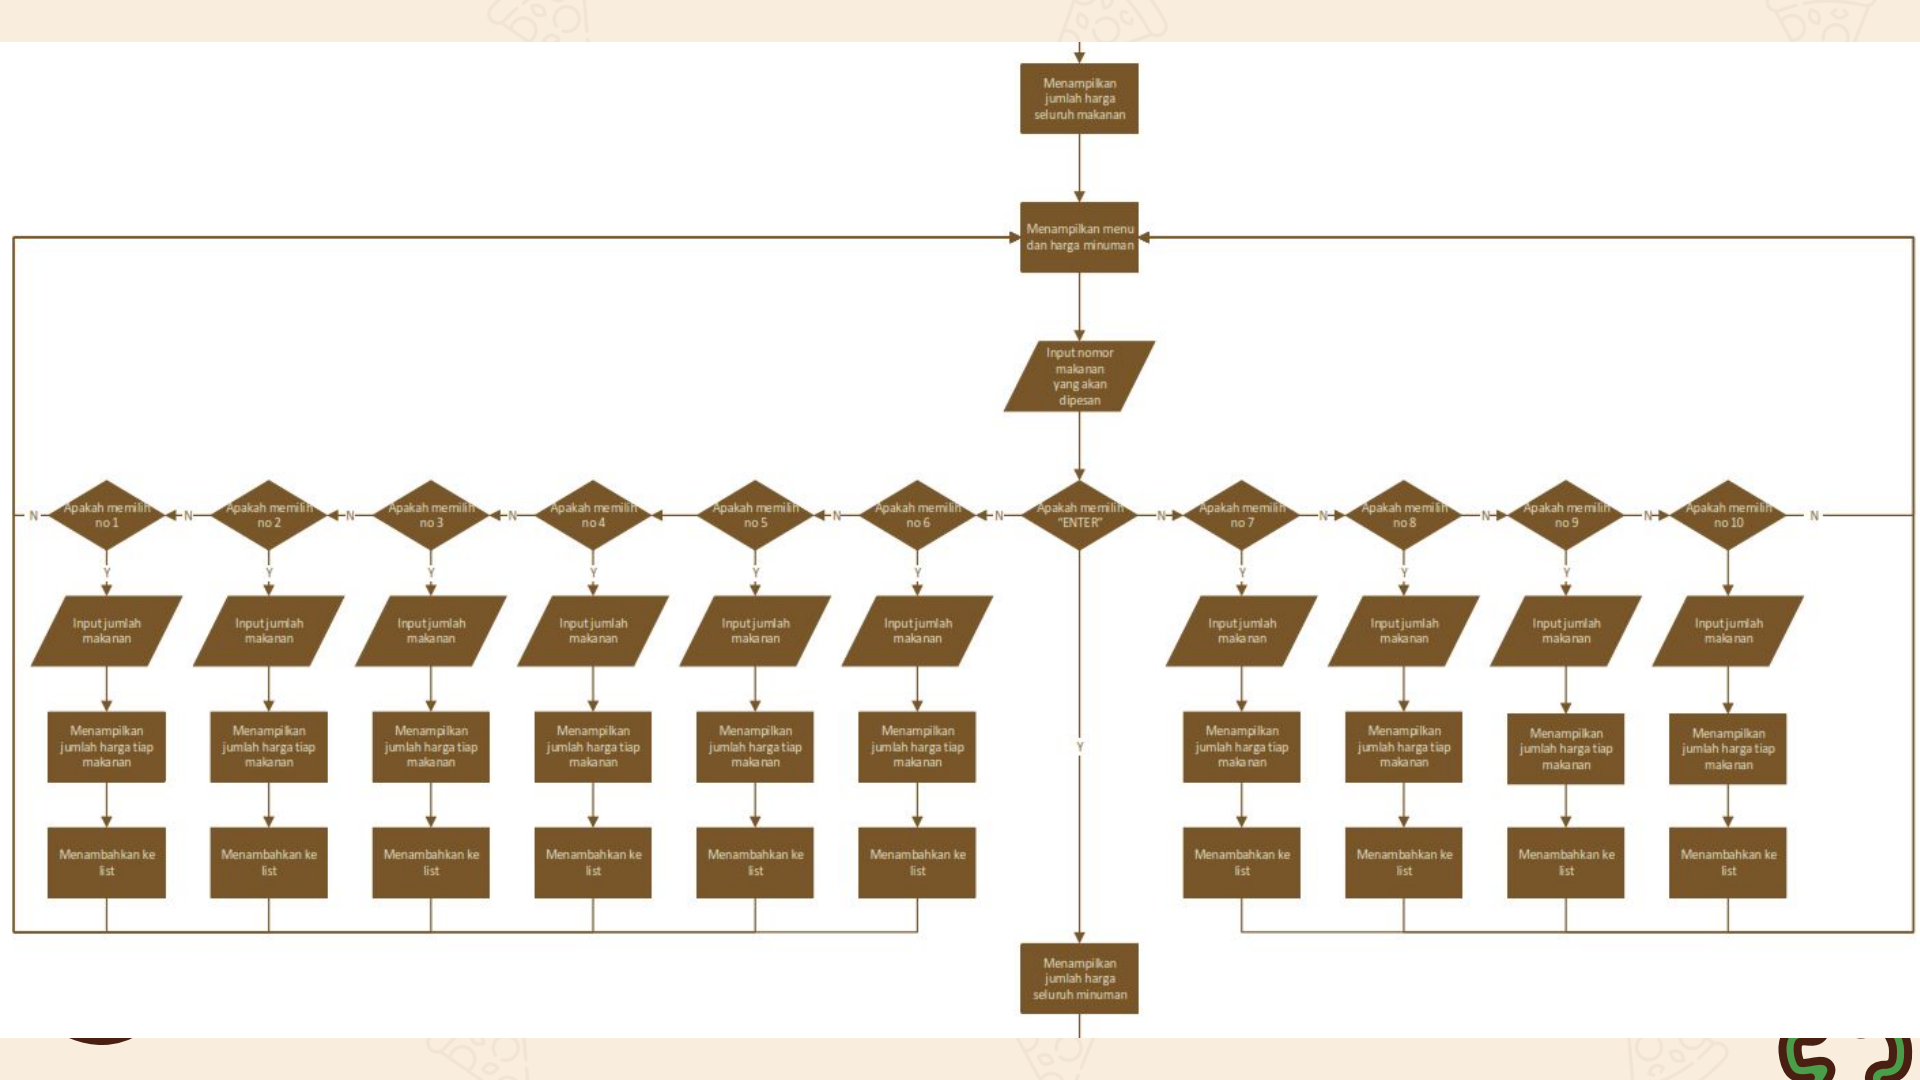 Menampilkan
jumlah harga
seluruh makanan
Menampilkan menu
dan harga minuman
Input nomor
makanan
yang akan
dipesan
N
Apakah memilih
no 1
N
Apakah memilih
no 2
N
Apakah memilih
no 3
N
Apakah memilih
no 4
Apakah memilih
no 5
N
Apakah memilih
no 6
N
Apakah memilih
"ENTER"
N
Apakah memilih
no 7
N
Apakah memilih
no 8
N
Apakah memilih
no 9
N
Apakah memilih
no 10
N
Y
Y
Y
Y
Y
Y
Y
Y
Y
Input jumlah
makanan
Input jumlah
makanan
Input jumlah
makanan
Input jumlah
makanan
Input jumlah
makanan
Input jumlah
makanan
Input jumlah
makanan
Input jumlah
makanan
Input jumlah
makanan
Input jumlah
makanan
Menampilkan
jumlah harga tiap
makanan
Menampilkan
jumlah harga tiap
makanan
Menampilkan
jumlah harga tiap
makanan
Menampilkan
jumlah harga tiap
makanan
Menampilkan
jumlah harga tiap
makanan
Menampilkan
jumlah harga tiap
makanan
Y
Menampilkan
jumlah harga tiap
makanan
Menampilkan
jumlah harga tiap
makanan
Menampilkan
jumlah harga tiap
makanan
Menampilkan
jumlah harga tiap
makanan
Menambahkan ke
list
Menambahkan ke
list
Menambahkan ke
list
Menambahkan ke
list
Menambahkan ke
list
Menambahkan ke
list
Menambahkan ke
list
Menambahkan ke
list
Menambahkan ke
list
Menambahkan ke
list
Menampilkan
jumlah harga
seluruh minuman